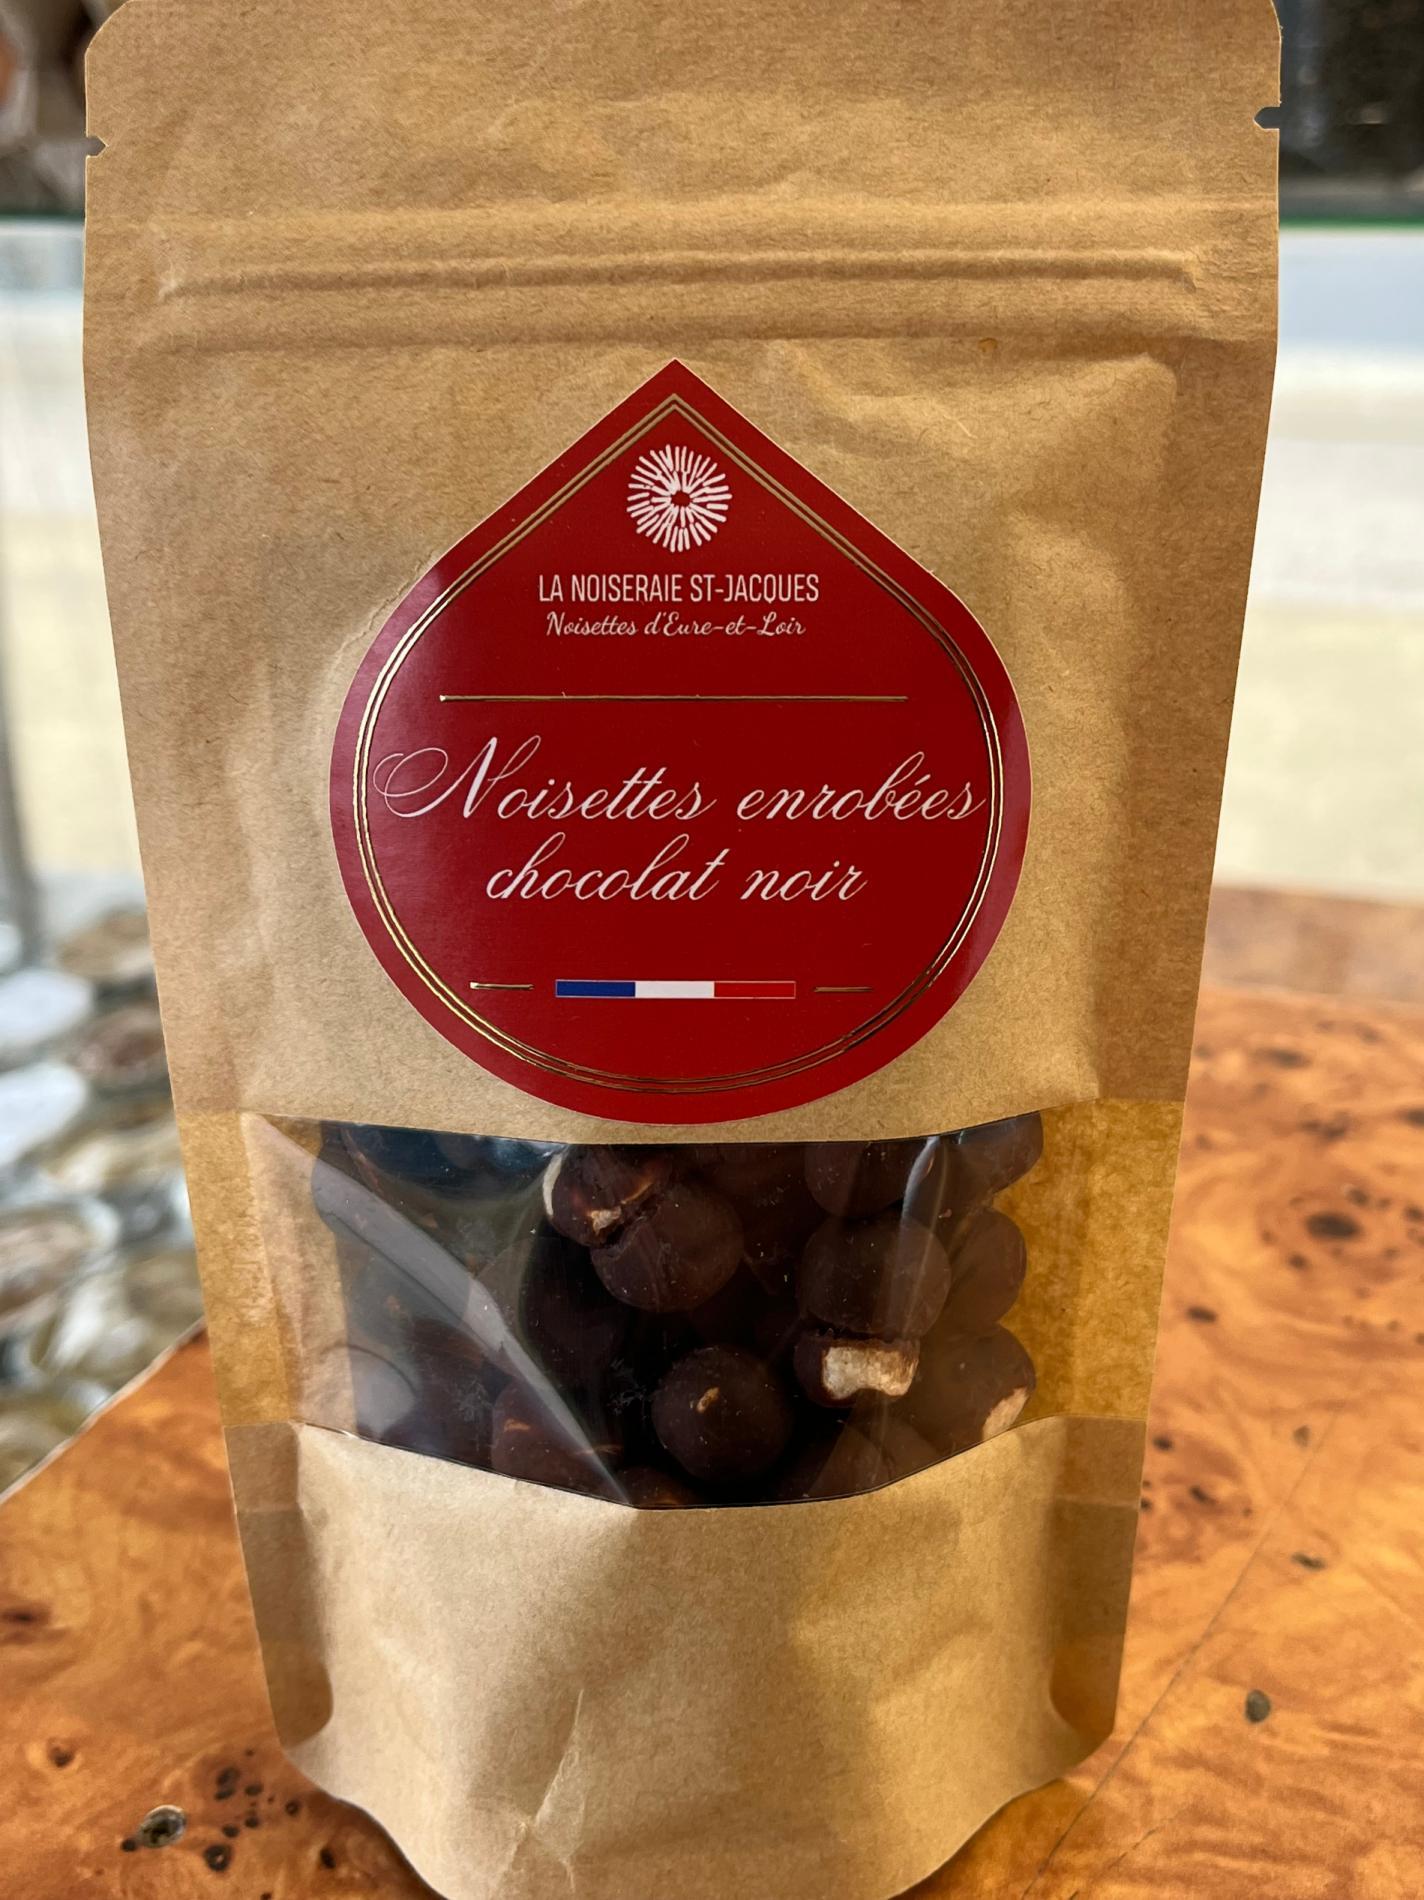 LA NOISERAIE ST-JACQUES
Noisettes d'Eure-et-Loir
Noisettes enrobées
chocolat noir